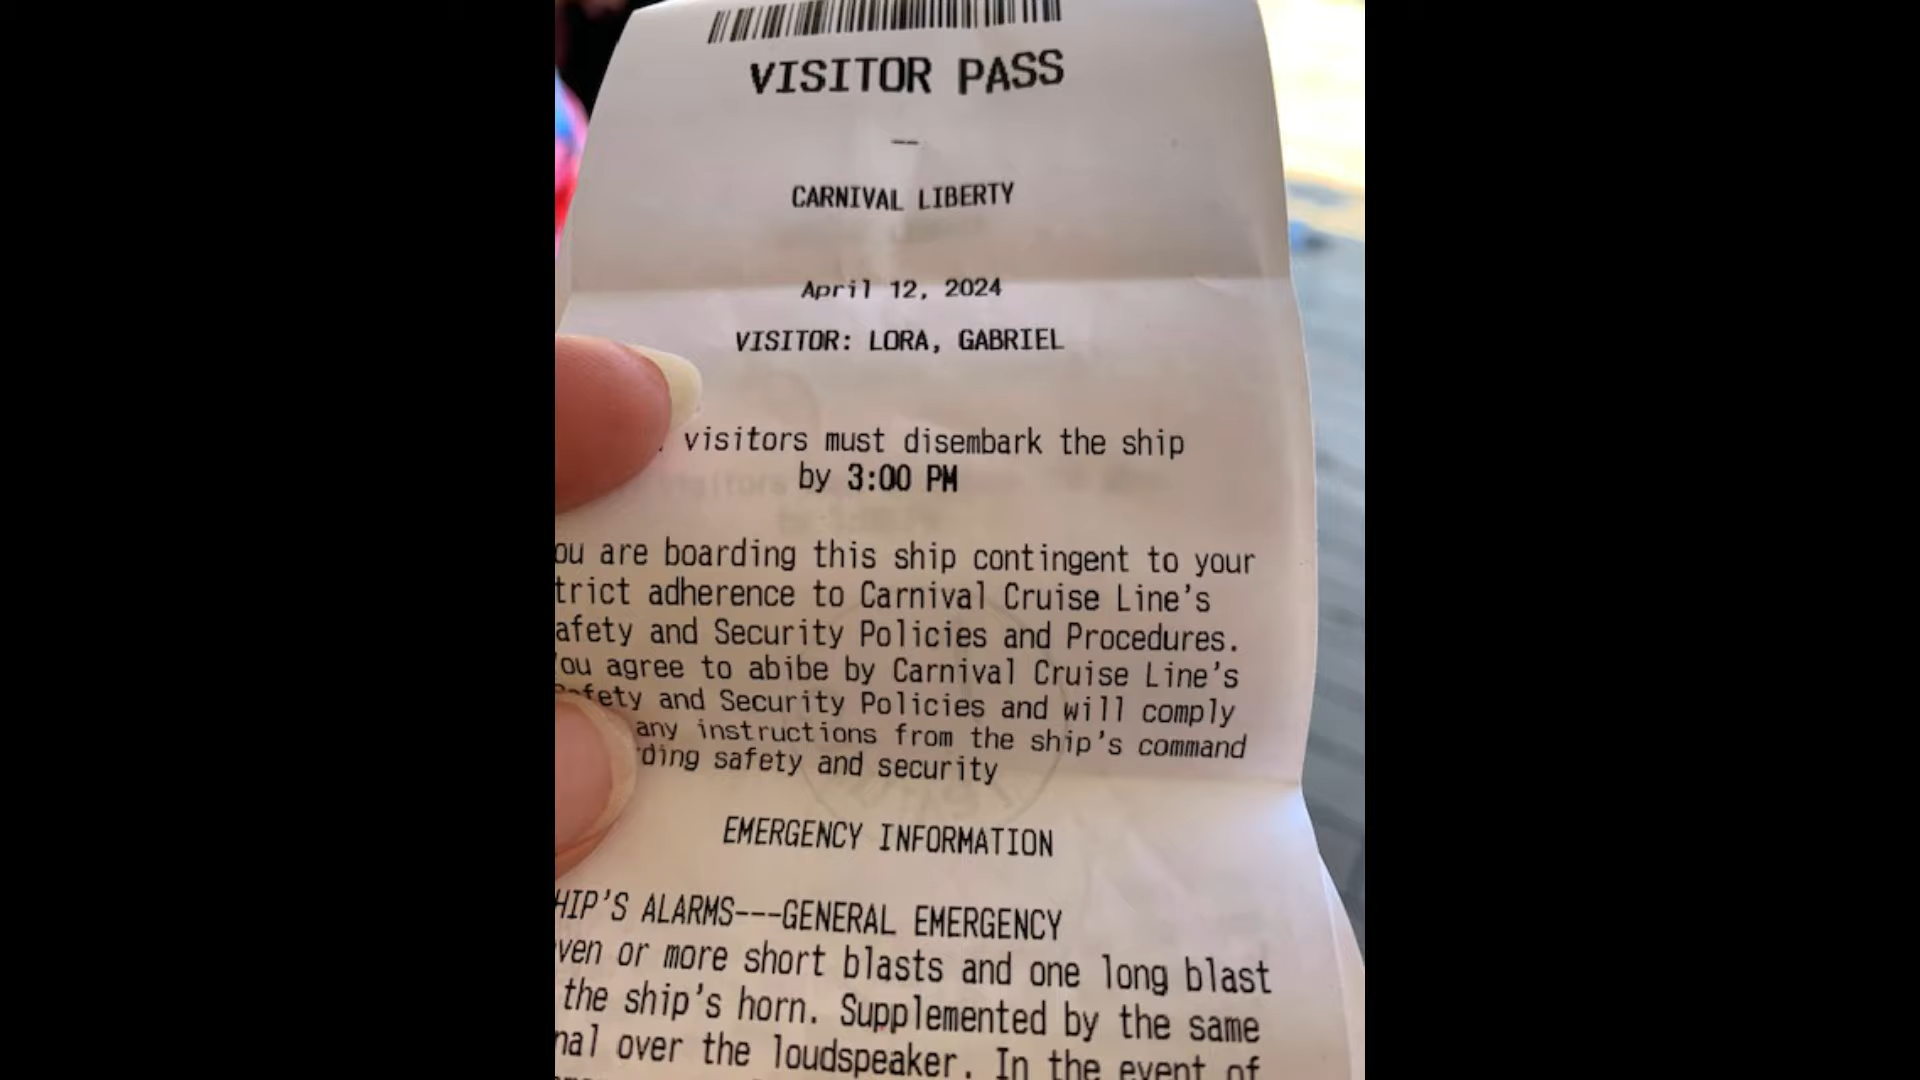 VISITOR PASS
--
CARNIVAL LIBERTY
April 12, 2024
VISITOR: LORA, GABRIEL
visitors must disembark the ship
by 3:00 PM
ou are boarding this ship contingent to your
trict adherence to Carnival Cruise Line's
afety and Security Policies and Procedures.
ou agree to abibe by Carnival Cruise Line's
afety and Security Policies and will comply
any instructions from the ship's command
ding safety and security
EMERGENCY INFORMATION
HIP'S ALARMS---GENERAL EMERGENCY
ven or more short blasts and one long blast
the ship's horn. Supplemented by the same
nal over the loudspeaker. In the event of